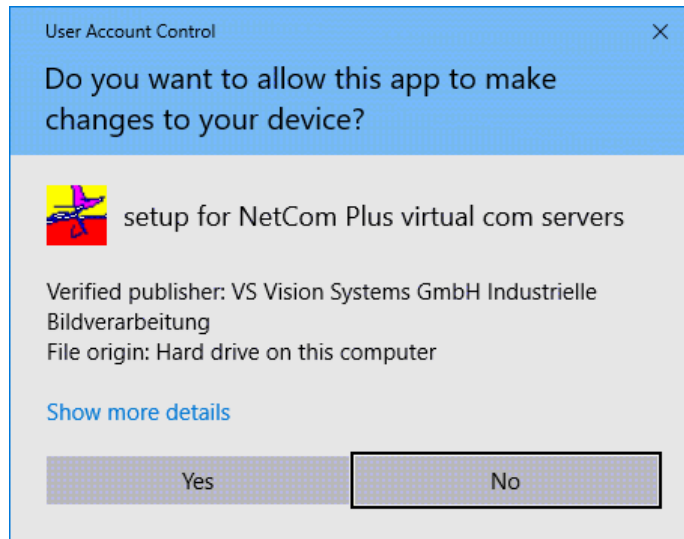 User Account Control
Do you want to allow this app to make
changes to your device?
setup for NetCom Plus virtual com servers
Verified publisher: VS Vision Systems GmbH Industrielle
Bildverarbeitung
File origin: Hard drive on this computer
Show more details
Yes
No